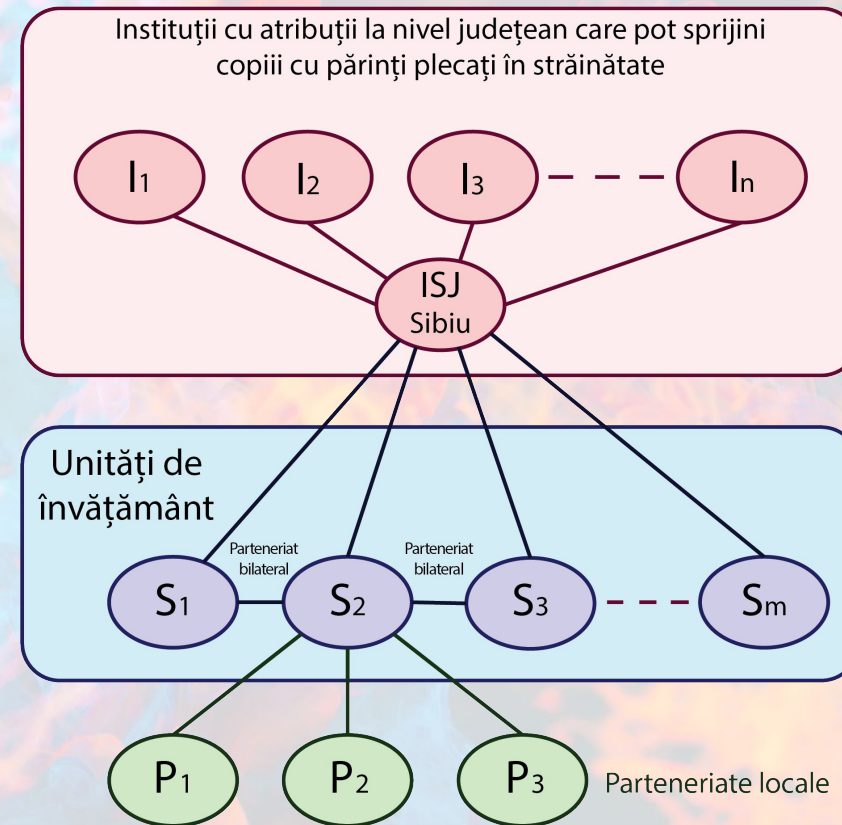 Instituții cu atribuții la nivel județean care pot sprijini
copiii cu părinți plecați în străinătate
I1 I2 I3 In
ISJ
Sibiu
Unități de
învățământ
Parteneriat
bilateral
Parteneriat
bilateral
S1 S2 S3 Sm
P1 P2 P3 Parteneriate locale